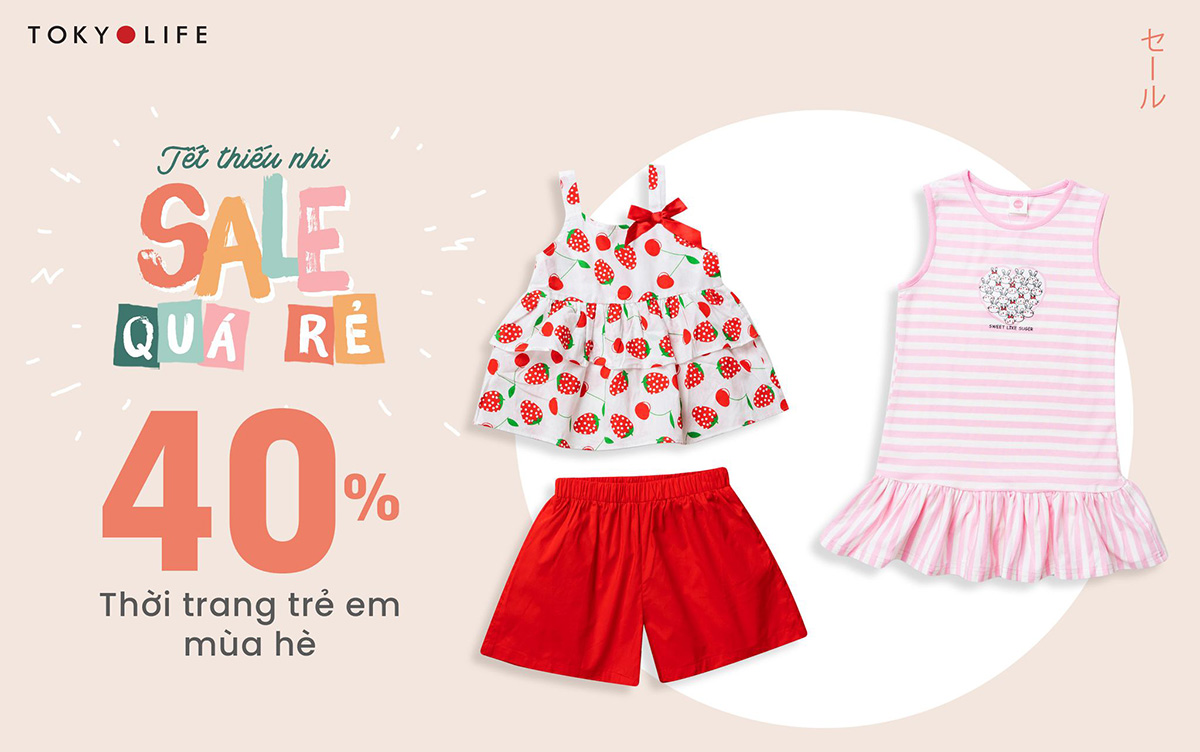 TOKYOLIFE
セール
Tết thiếu nhi
SALE
QUÁ RẺ
40%
Thời trang trẻ em
mùa hè
SWEET LIKE SUGER